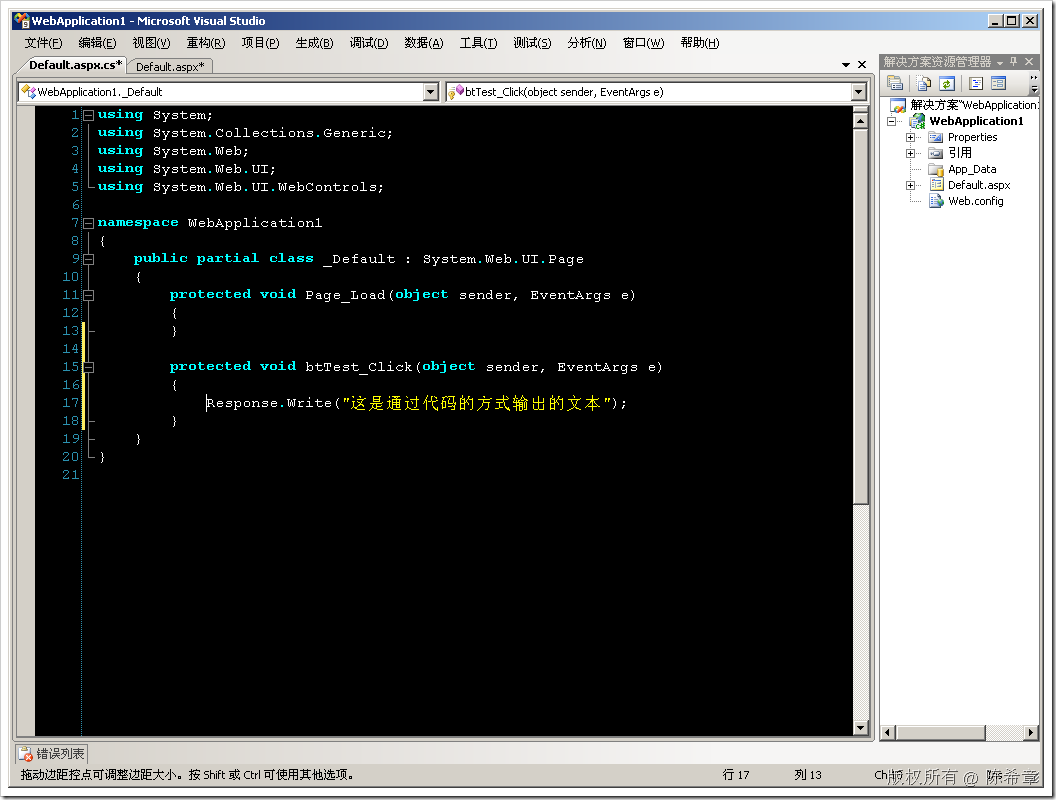 WebApplication1 - Microsoft Visual Studio
文件(F) 编辑(E) 视图(V) 重构(R) 项目(P) 生成(B) 调试(D) 数据(A) 工具(T) 测试(S) 分析(N) 窗口(W) 帮助(H)
Default.aspx.cs* Default.aspx*
WebApplication1._Default btTest_Click(object sender, EventArgs e)
1 using System;
2 using System.Collections.Generic;
3 using System.Web;
4 using System.Web.UI;
5 using System.Web.UI.WebControls;
6
7 namespace WebApplication1
8 {
9 public partial class _Default : System.Web.UI.Page
10 {
11 protected void Page_Load(object sender, EventArgs e)
12 {
13 }
14
15 protected void btTest_Click(object sender, EventArgs e)
16 {
17 Response.Write("这是通过代码的方式输出的文本");
18 }
19 }
20 }
21
解决方案资源管理器
解决方案"WebApplication
WebApplication1
Properties
引用
App_Data
Default.aspx
Web.config
错误列表
拖动边距控点可调整边距大小。按 Shift 或 Ctrl 可使用其他选项。 行 17 列 13
版权所有 @ 陈希章